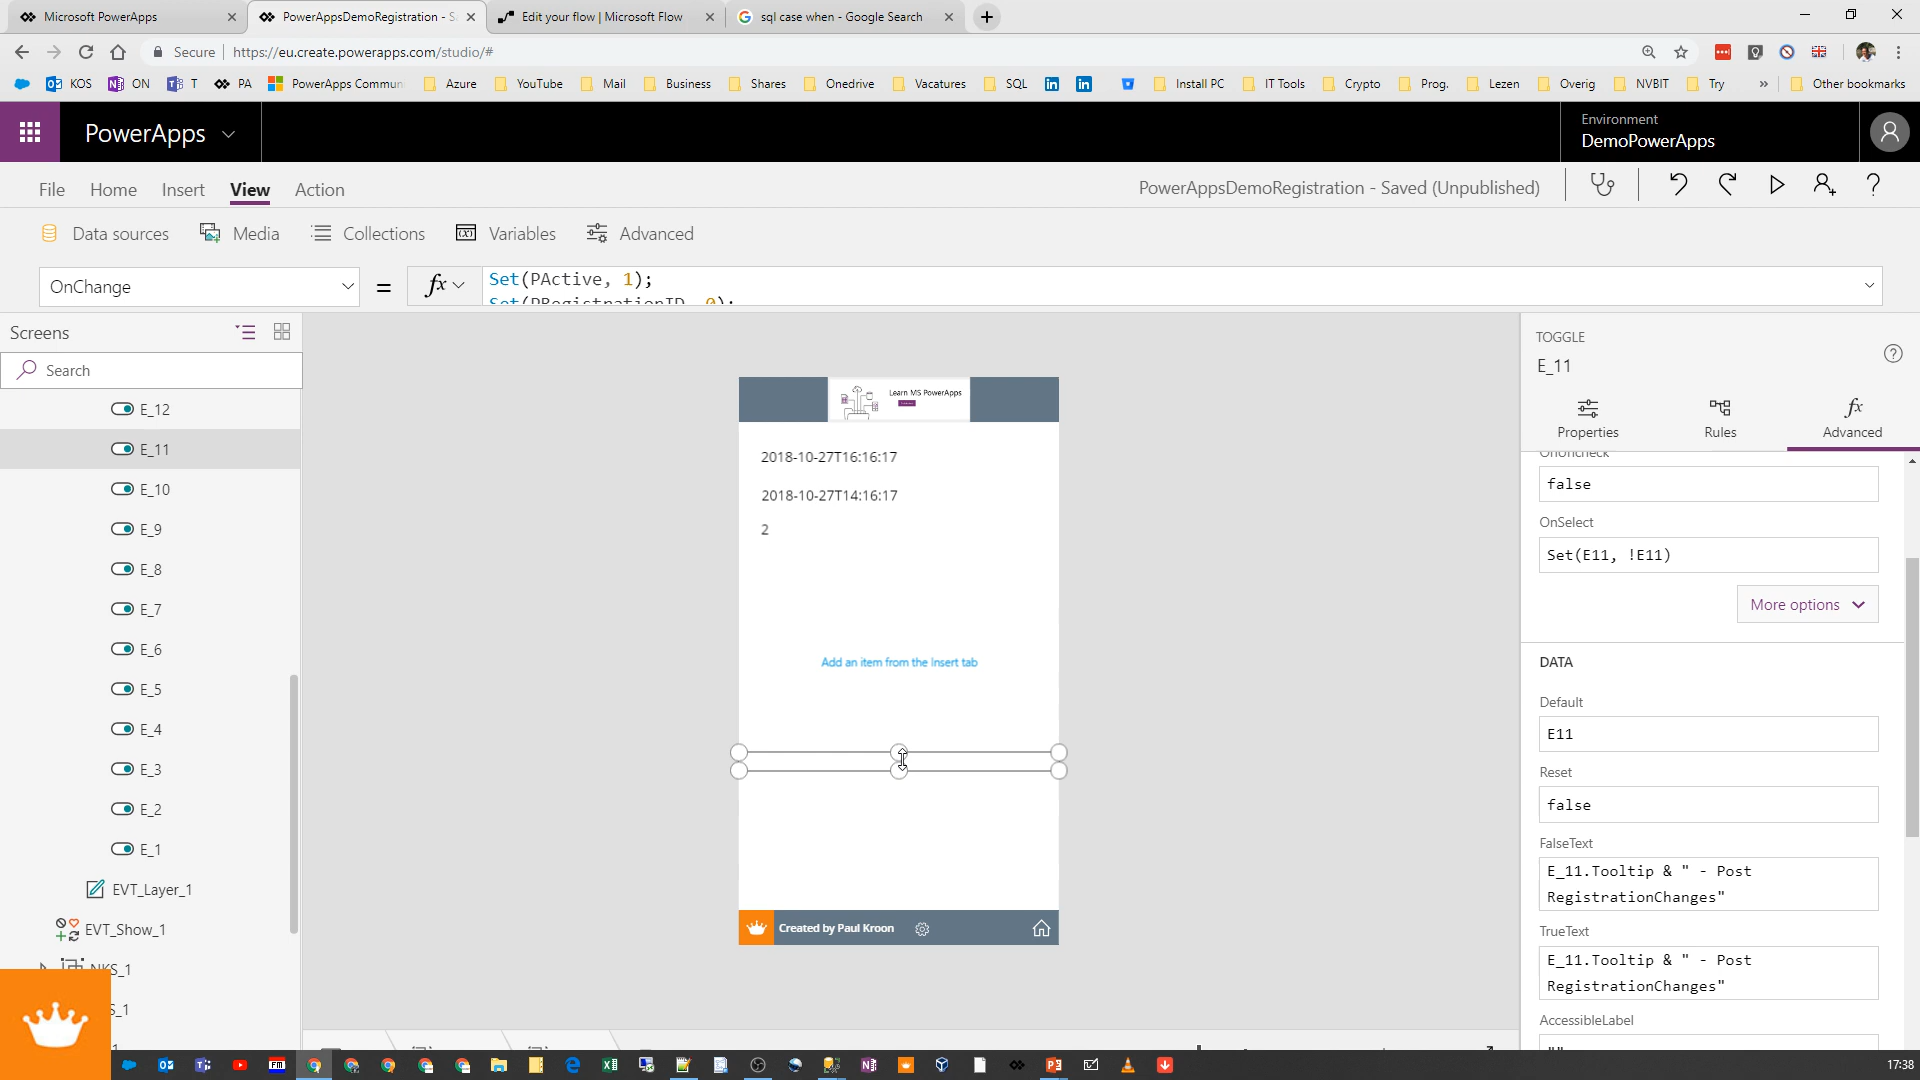 Microsoft PowerApps
PowerAppsDemoRegistration - S
Edit your flow | Microsoft Flow
sql case when - Google Search
Secure
https://eu.create.powerapps.com/studio/#
KOS
ON
T
PA
PowerApps Commun
Azure
YouTube
Mail
Business
Shares
Onedrive
Vacatures
SQL
Install PC
IT Tools
Crypto
Prog.
Lezen
Overig
NVBIT
Try
»
Other bookmarks
PowerApps
Environment
DemoPowerApps
File
Home
Insert
View
Action
PowerAppsDemoRegistration - Saved (Unpublished)
Data sources
Media
Collections
Variables
Advanced
OnChange
=
fx
Set(PActive, 1);
Set(PRegistrationID, 0);
Screens
Search
E_12
E_11
E_10
E_9
E_8
E_7
E_6
E_5
E_4
E_3
E_2
E_1
EVT_Layer_1
EVT_Show_1
NKS_1
S_1
Learn MS PowerApps
2018-10-27T16:16:17
2018-10-27T14:16:17
2
Add an item from the Insert tab
Created by Paul Kroon
TOGGLE
E_11
Properties
Rules
Advanced
OnUncheck
false
OnSelect
Set(E11, !E11)
More options
DATA
Default
E11
Reset
false
FalseText
E_11.Tooltip & " - Post
RegistrationChanges"
TrueText
E_11.Tooltip & " - Post
RegistrationChanges"
AccessibleLabel
""
17:38